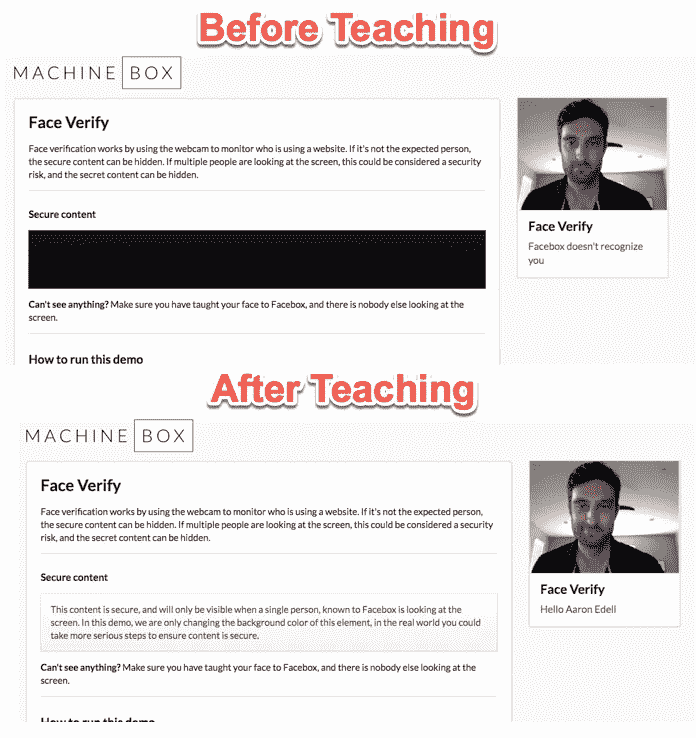 Before Teaching
MACHINE BOX
Face Verify
Face verification works by using the webcam to monitor who is using a website. If it's not the expected person,
the secure content can be hidden. If multiple people are looking at the screen, this could be considered a security
risk, and the secret content can be hidden.
Secure content
Can't see anything? Make sure you have taught your face to Facebox, and there is nobody else looking at the
screen.
How to run this demo
Face Verify
Facebox doesn't recognize
you
After Teaching
MACHINE BOX
Face Verify
Face verification works by using the webcam to monitor who is using a website. If it's not the expected person,
the secure content can be hidden. If multiple people are looking at the screen, this could be considered a security
risk, and the secret content can be hidden.
Secure content
This content is secure, and will only be visible when a single person, known to Facebox is looking at the
screen. In this demo, we are only changing the background color of this element, in the real world you could
take more serious steps to ensure content is secure.
Can't see anything? Make sure you have taught your face to Facebox, and there is nobody else looking at the
screen.
How to run this demo
Face Verify
Hello Aaron Edell